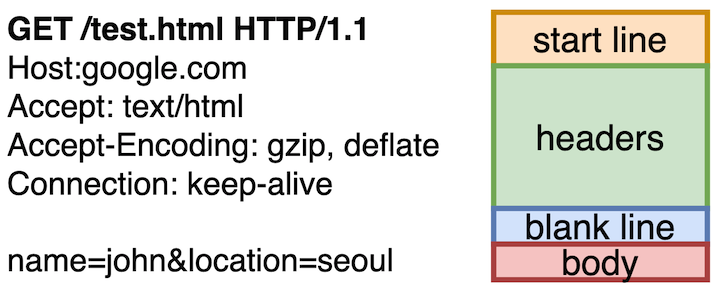 GET /test.html HTTP/1.1
Host:google.com
Accept: text/html
Accept-Encoding: gzip, deflate
Connection: keep-alive
name=john&location=seoul
start line
headers
blank line
body